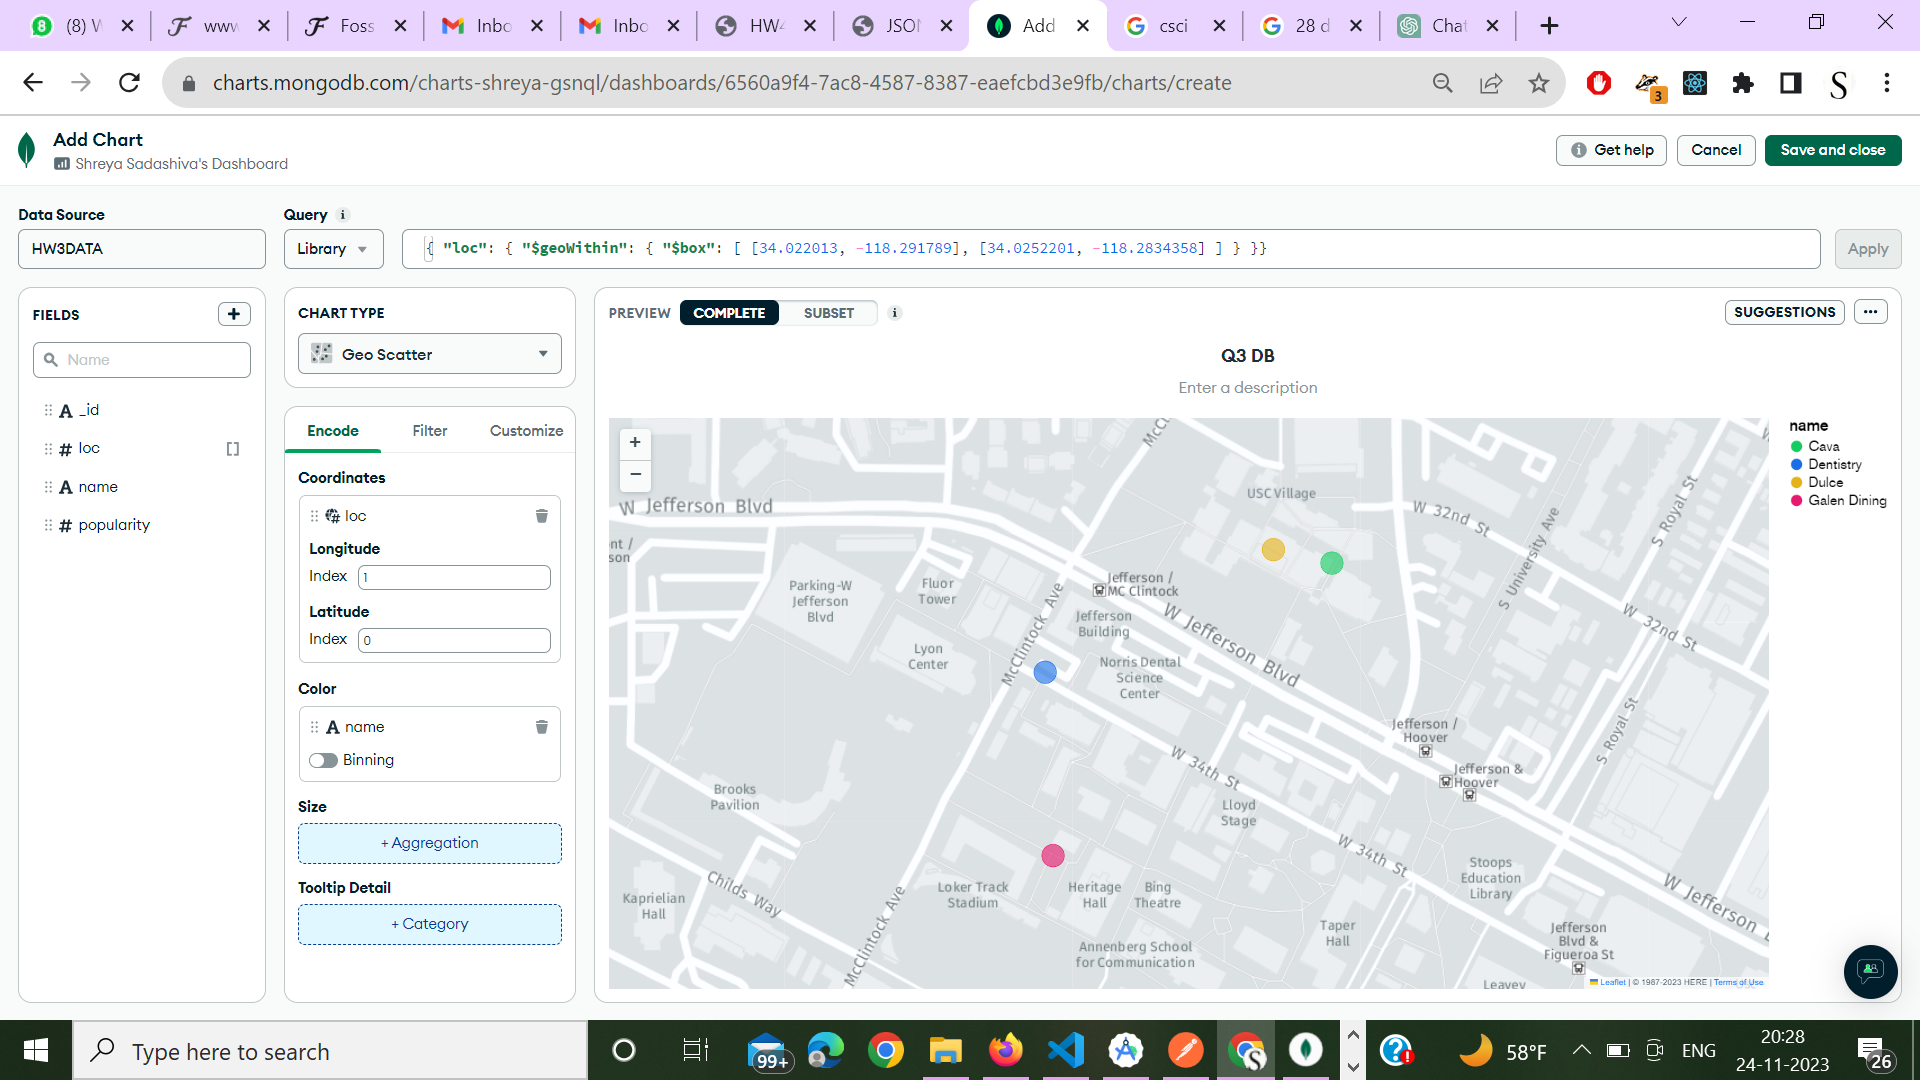 (8) W
www
Foss
Inbo
Inbo
HW4
JSON
Add
csci
28 d
Chat
charts.mongodb.com/charts-shreya-gsnql/dashboards/6560a9f4-7ac8-4587-8387-eaefcbd3e9fb/charts/create
3
Add Chart
Shreya Sadashiva's Dashboard
Get help
Cancel
Save and close
Data Source
HW3DATA
Query
Library
{ "loc": { "$geoWithin": { "$box": [ [34.022013, -118.291789], [34.0252201, -118.2834358] ] } }}
Apply
FIELDS
Name
_id
loc
name
popularity
CHART TYPE
Geo Scatter
Encode
Filter
Customize
Coordinates
loc
Longitude
Index 1
Latitude
Index 0
Color
name
Binning
Size
+ Aggregation
Tooltip Detail
+ Category
PREVIEW
COMPLETE
SUBSET
SUGGESTIONS
Q3 DB
Enter a description
+
−
W Jefferson Blvd
McClintock Ave
USC Village
W 32nd St
S University Ave
S Royal St
Parking-W
Jefferson
Blvd
Fluor
Tower
Jefferson /
MC Clintock
Jefferson
Building
W Jefferson Blvd
W 32nd St
Lyon
Center
Norris Dental
Science
Center
S Royal St
Jefferson /
Hoover
Jefferson &
Hoover
W 34th St
Brooks
Pavilion
Lloyd
Stage
W 34th St
Childs Way
Kaprielian
Hall
Loker Track
Stadium
Heritage
Hall
Bing
Theatre
McClintock Ave
Stoops
Education
Library
Taper
Hall
Annenberg School
for Communication
Jefferson
Blvd &
Figueroa St
Leavey
Leaflet | © 1987-2023 HERE | Terms of Use
name
Cava
Dentistry
Dulce
Galen Dining
Type here to search
99+
58°F
ENG
20:28
24-11-2023
26